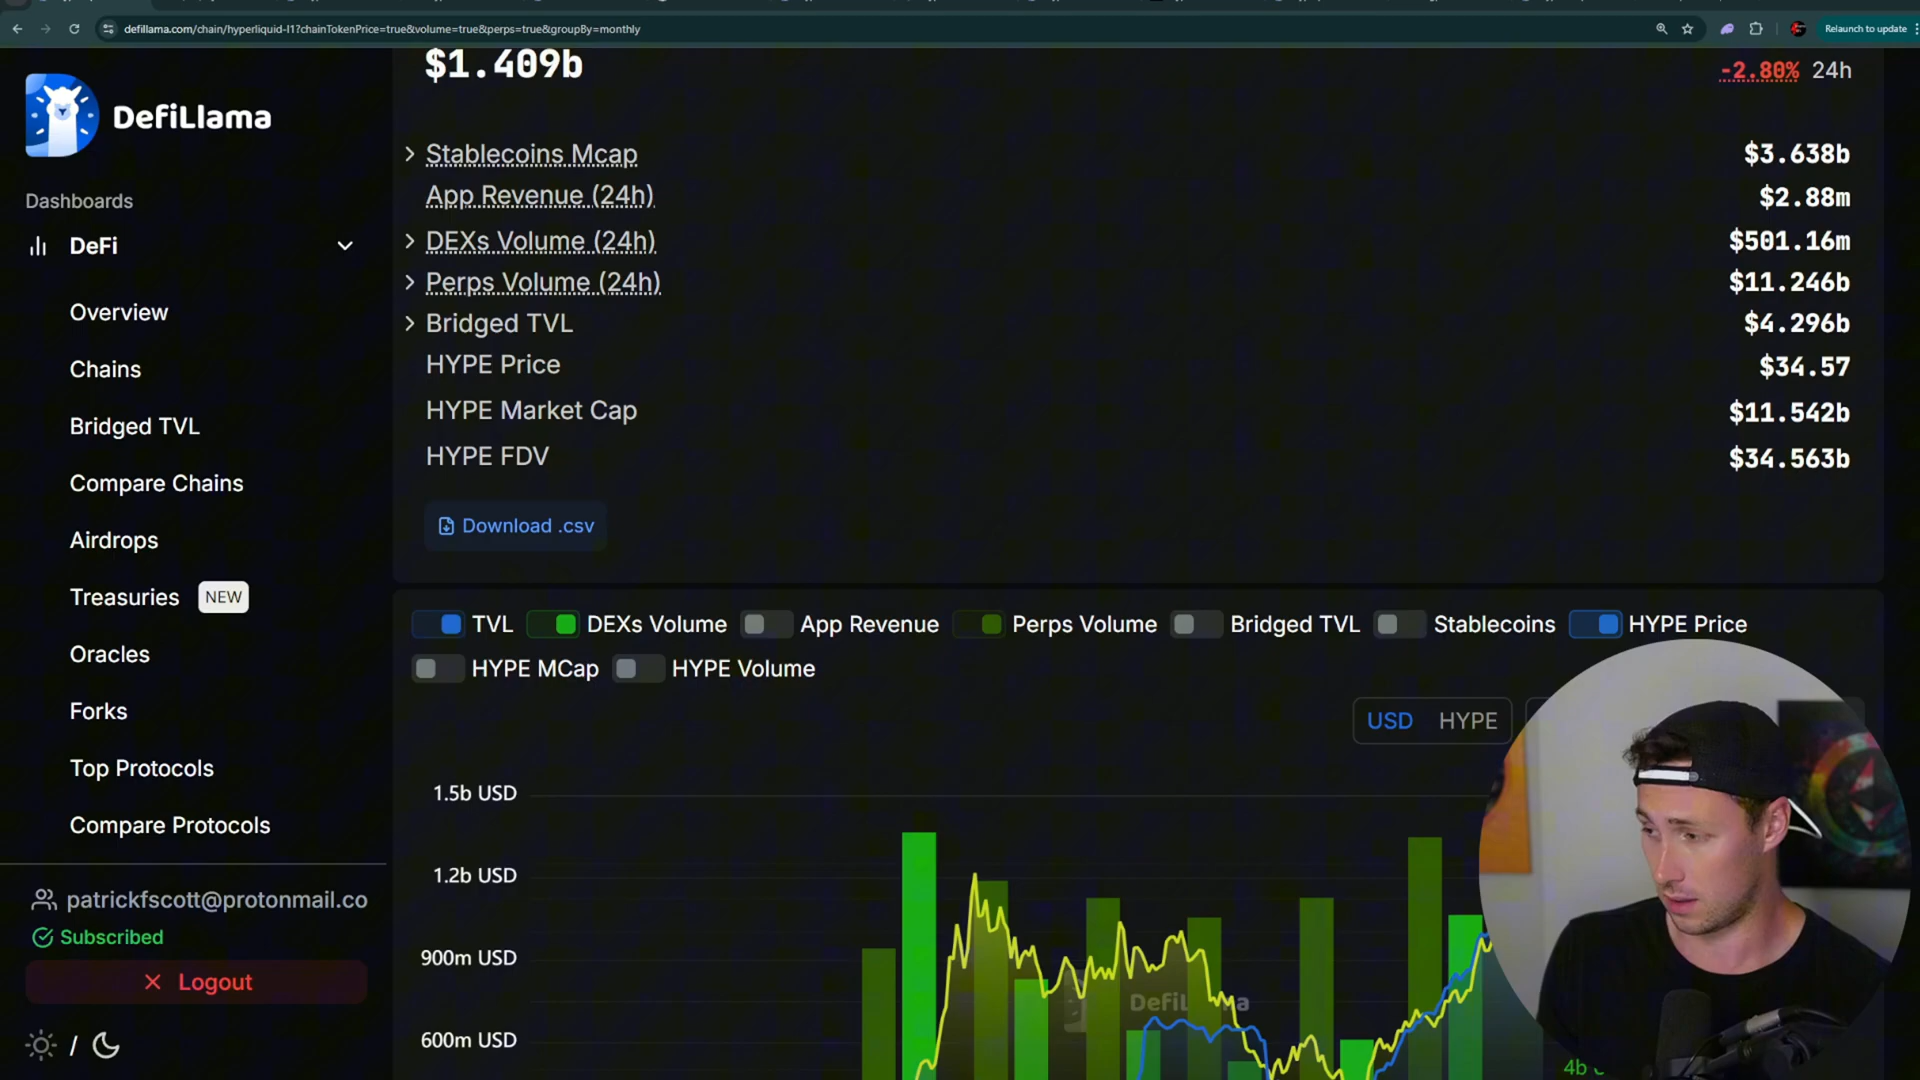 defillama.com/chain/hyperliquid-l1?chainTokenPrice=true&volume=true&perps=true&groupBy=monthly
Relaunch to update
DefiLlama
Dashboards
DeFi
Overview
Chains
Bridged TVL
Compare Chains
Airdrops
Treasuries NEW
Oracles
Forks
Top Protocols
Compare Protocols
patrickfscott@protonmail.co
Subscribed
Logout
/
$1.409b
-2.80% 24h
Stablecoins Mcap $3.638b
App Revenue (24h) $2.88m
DEXs Volume (24h) $501.16m
Perps Volume (24h) $11.246b
Bridged TVL $4.296b
HYPE Price $34.57
HYPE Market Cap $11.542b
HYPE FDV $34.563b
Download .csv
TVL DEXs Volume App Revenue Perps Volume Bridged TVL Stablecoins HYPE Price
HYPE MCap HYPE Volume
USD HYPE
1.5b USD
1.2b USD
900m USD
600m USD
4b